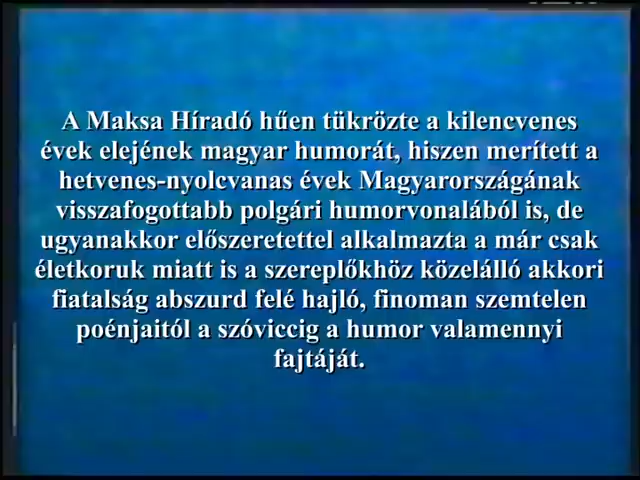 A Maksa Híradó hűen tükrözte a kilencvenes
évek elejének magyar humorát, hiszen merített a
hetvenes-nyolcvanas évek Magyarországának
visszafogottabb polgári humorvonalából is, de
ugyanakkor előszeretettel alkalmazta a már csak
életkoruk miatt is a szereplőkhöz közelálló akkori
fiatalság abszurd felé hajló, finoman szemtelen
poénjaitól a szóviccig a humor valamennyi
fajtáját.